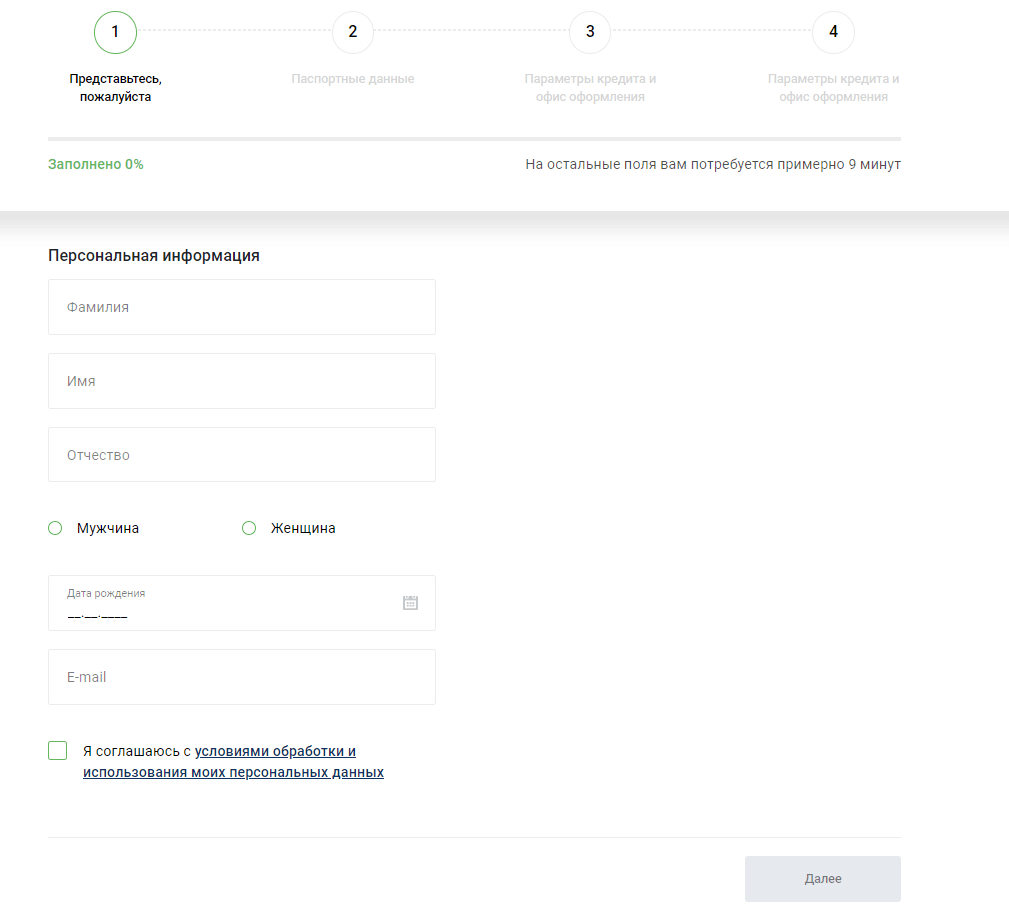 1
2
3
4
Представьтесь,
пожалуйста
Паспортные данные
Параметры кредита и
офис оформления
Параметры кредита и
офис оформления
Заполнено 0%
На остальные поля вам потребуется примерно 9 минут
Персональная информация
Фамилия
Имя
Отчество
Мужчина
Женщина
Дата рождения
__.__.____
E-mail
Я соглашаюсь с условиями обработки и
использования моих персональных данных
Далее